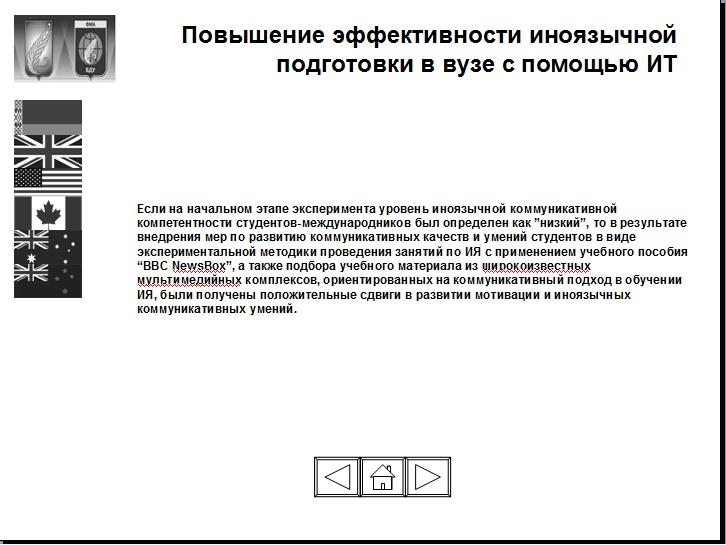 Повышение эффективности иноязычной
подготовки в вузе с помощью ИТ
ФМА
БДУ
Если на начальном этапе эксперимента уровень иноязычной коммуникативной
компетентности студентов-международников был определен как ”низкий”, то в результате
внедрения мер по развитию коммуникативных качеств и умений студентов в виде
экспериментальной методики проведения занятий по ИЯ с применением учебного пособия
“BBC NewsBox”, а также подбора учебного материала из широкоизвестных
мультимедийных комплексов, ориентированных на коммуникативный подход в обучении
ИЯ, были получены положительные сдвиги в развитии мотивации и иноязычных
коммуникативных умений.